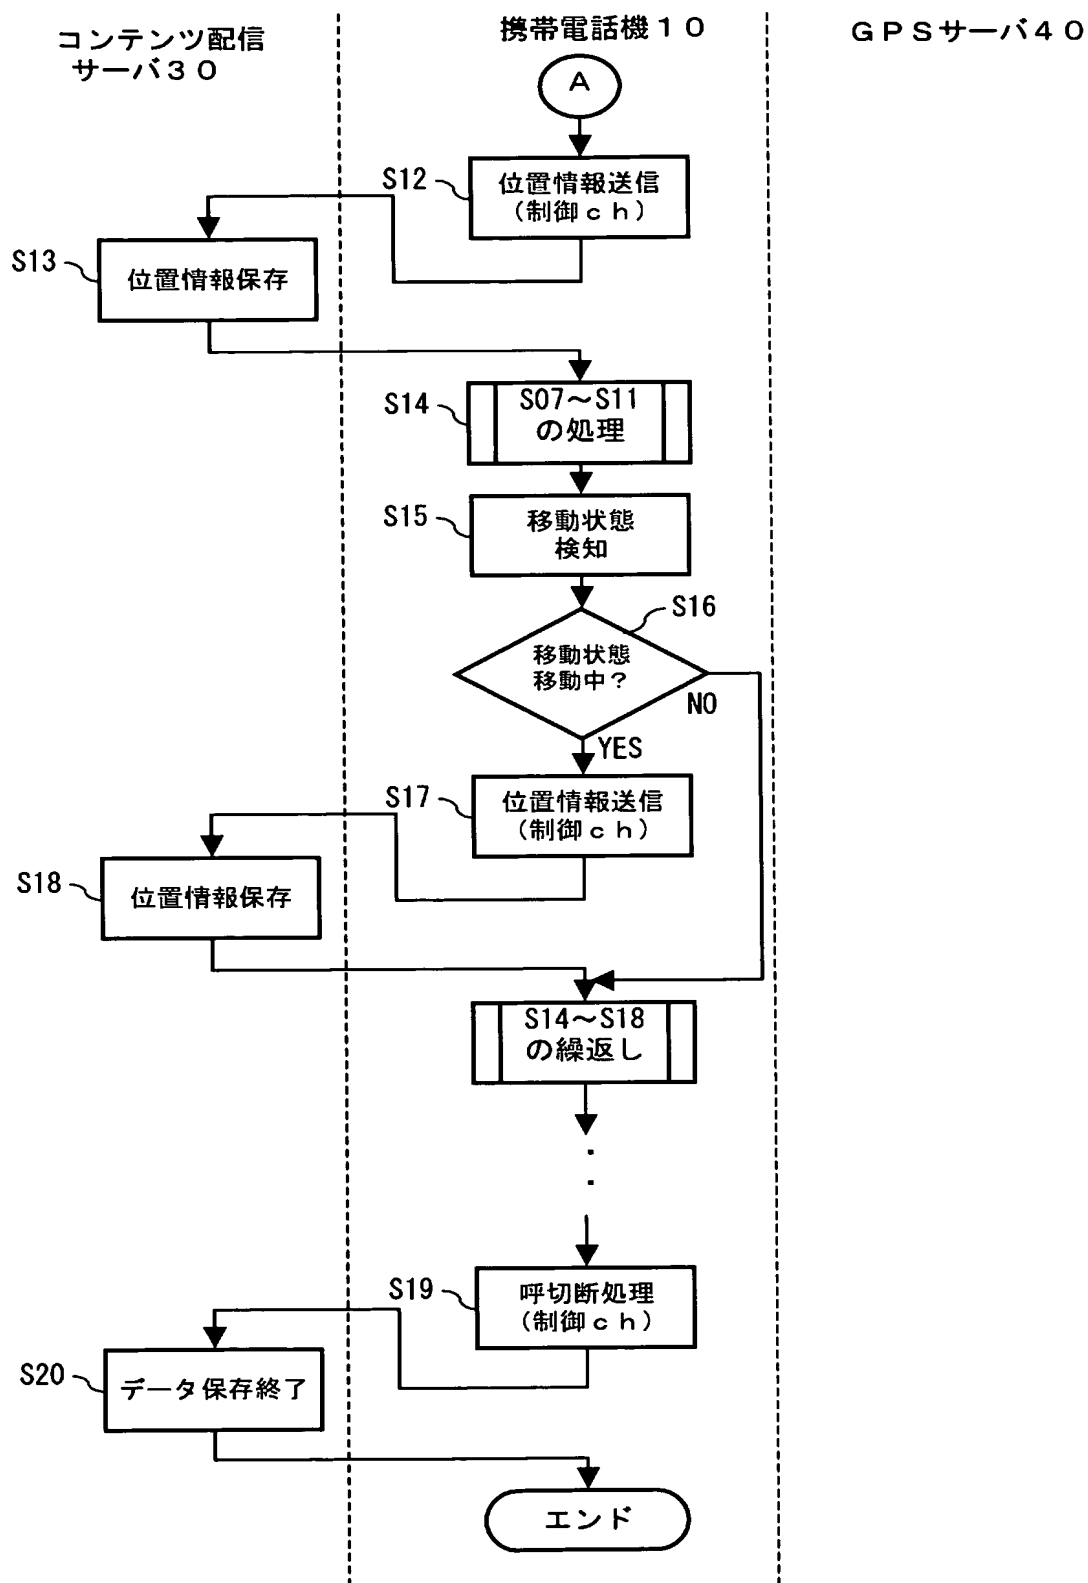 コンテンツ配信
サーバ３０
携帯電話機１０
ＧＰＳサーバ４０
A
S12
位置情報送信
（制御ｃｈ）
S13
位置情報保存
S14
S07〜S11
の処理
S15
移動状態
検知
S16
移動状態
移動中？
NO
YES
S17
位置情報送信
（制御ｃｈ）
S18
位置情報保存
S14〜S18
の繰返し
S19
呼切断処理
（制御ｃｈ）
S20
データ保存終了
エンド